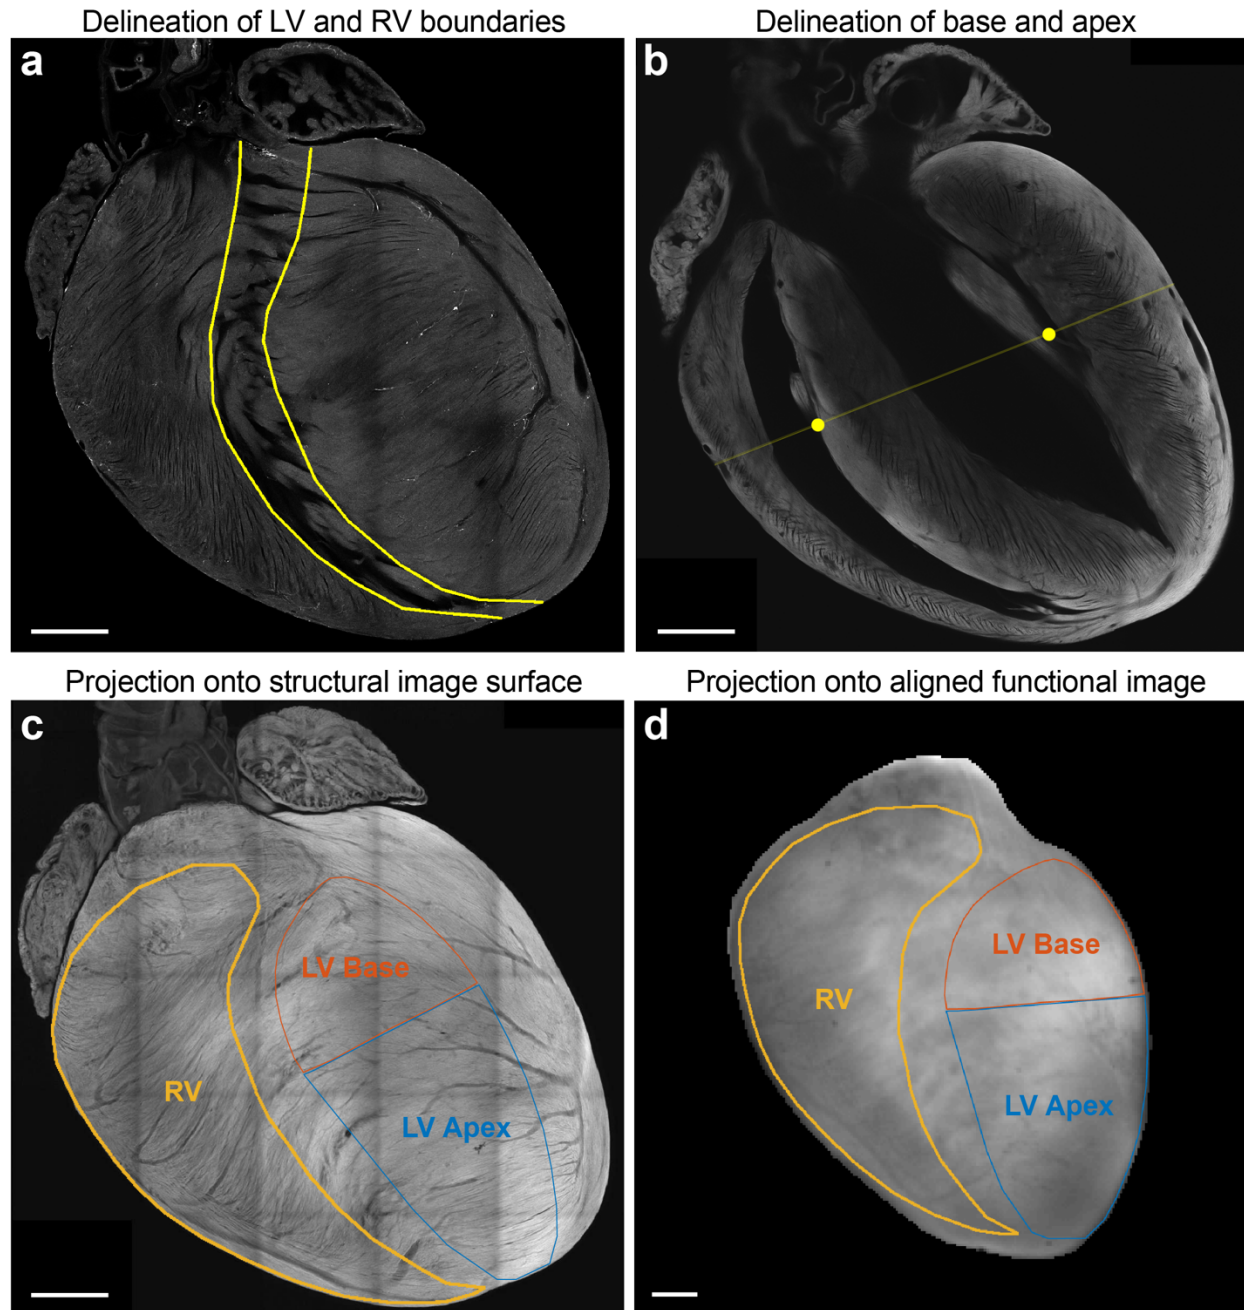 Delineation of LV and RV boundaries
Delineation of base and apex
a
b
Projection onto structural image surface
Projection onto aligned functional image
c
d
LV Base
RV
LV Apex
LV Base
RV
LV Apex